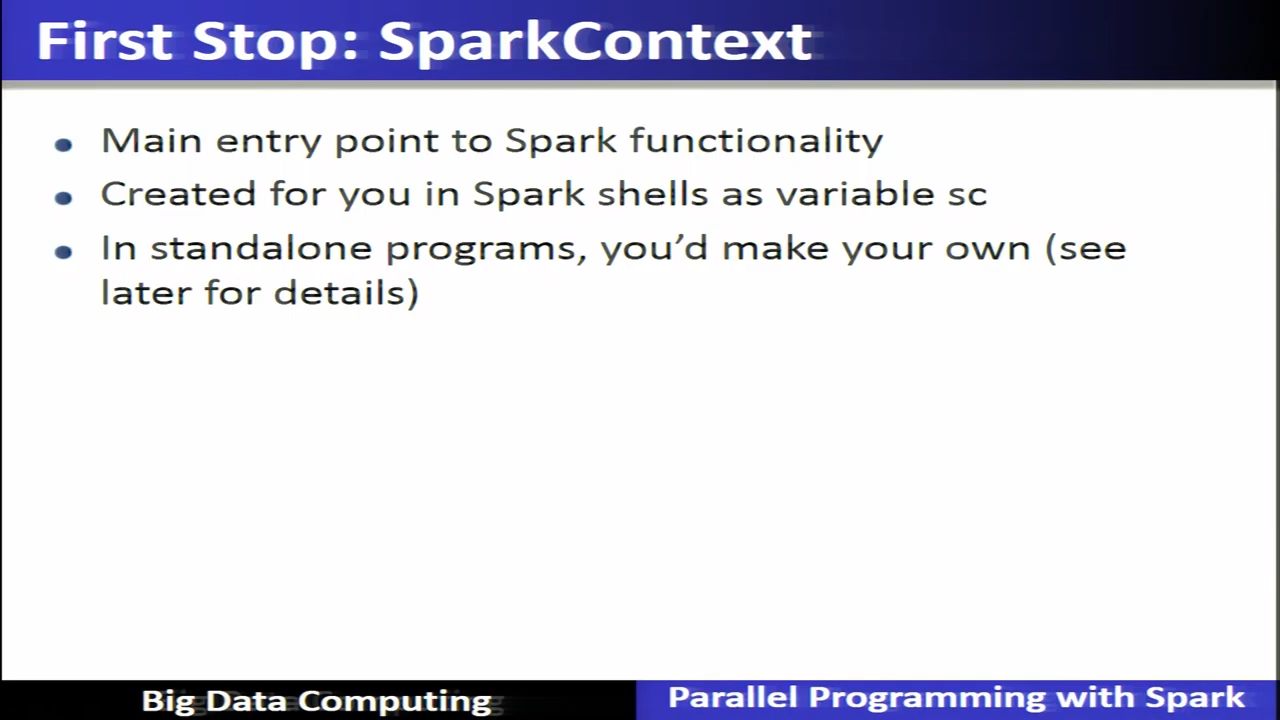 First Stop: SparkContext
Main entry point to Spark functionality
Created for you in Spark shells as variable sc
In standalone programs, you’d make your own (see
later for details)
Big Data Computing
Parallel Programming with Spark